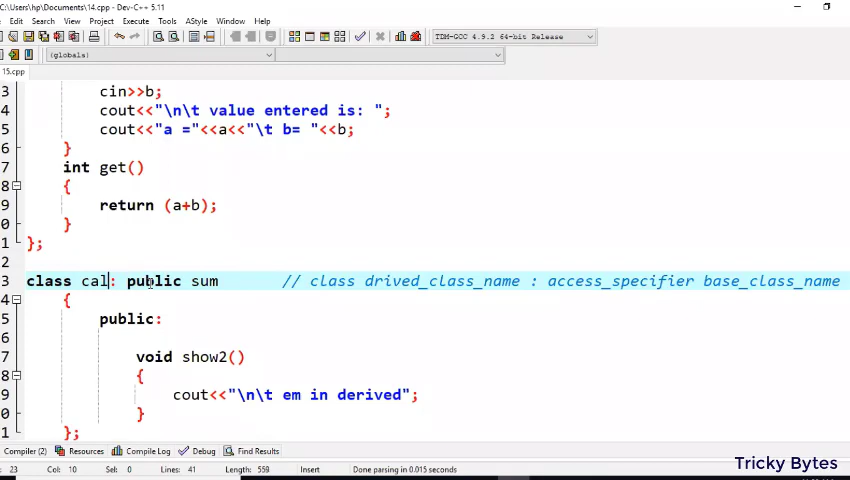 C:\Users\hp\Documents\14.cpp - Dev-C++ 5.11
Edit Search View Project Execute Tools AStyle Window Help
TDM-GCC 4.9.2 64-bit Release
(globals)
15.cpp
3 cin>>b;
4 cout<<"\n\t value entered is: ";
5 cout<<"a ="<<a<<"\t b= "<<b;
6 }
7 int get()
8 {
9 return (a+b);
0 }
1 };
2
3 class cal: public sum // class drived_class_name : access_specifier base_class_name
4 {
5 public:
6
7 void show2()
8 {
9 cout<<"\n\t em in derived";
0 }
1 };
Compiler (2) Resources Compile Log Debug Find Results
23 Col: 10 Sel: 0 Lines: 41 Length: 559 Insert Done parsing in 0.015 seconds
Tricky Bytes